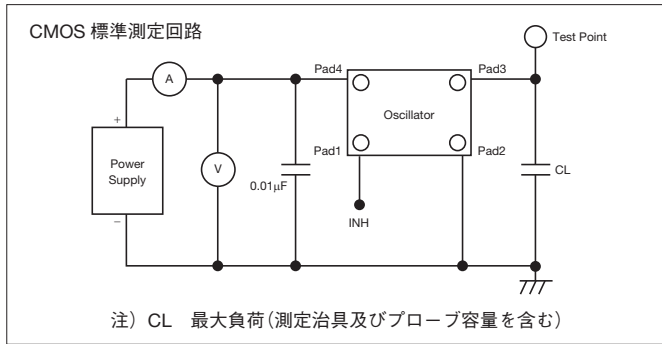 CMOS 標準測定回路
Test Point
A
Pad4
Pad3
Oscillator
+
Power
Supply
−
V
Pad1
Pad2
0.01μF
CL
INH
注) CL 最大負荷(測定治具及びプローブ容量を含む)